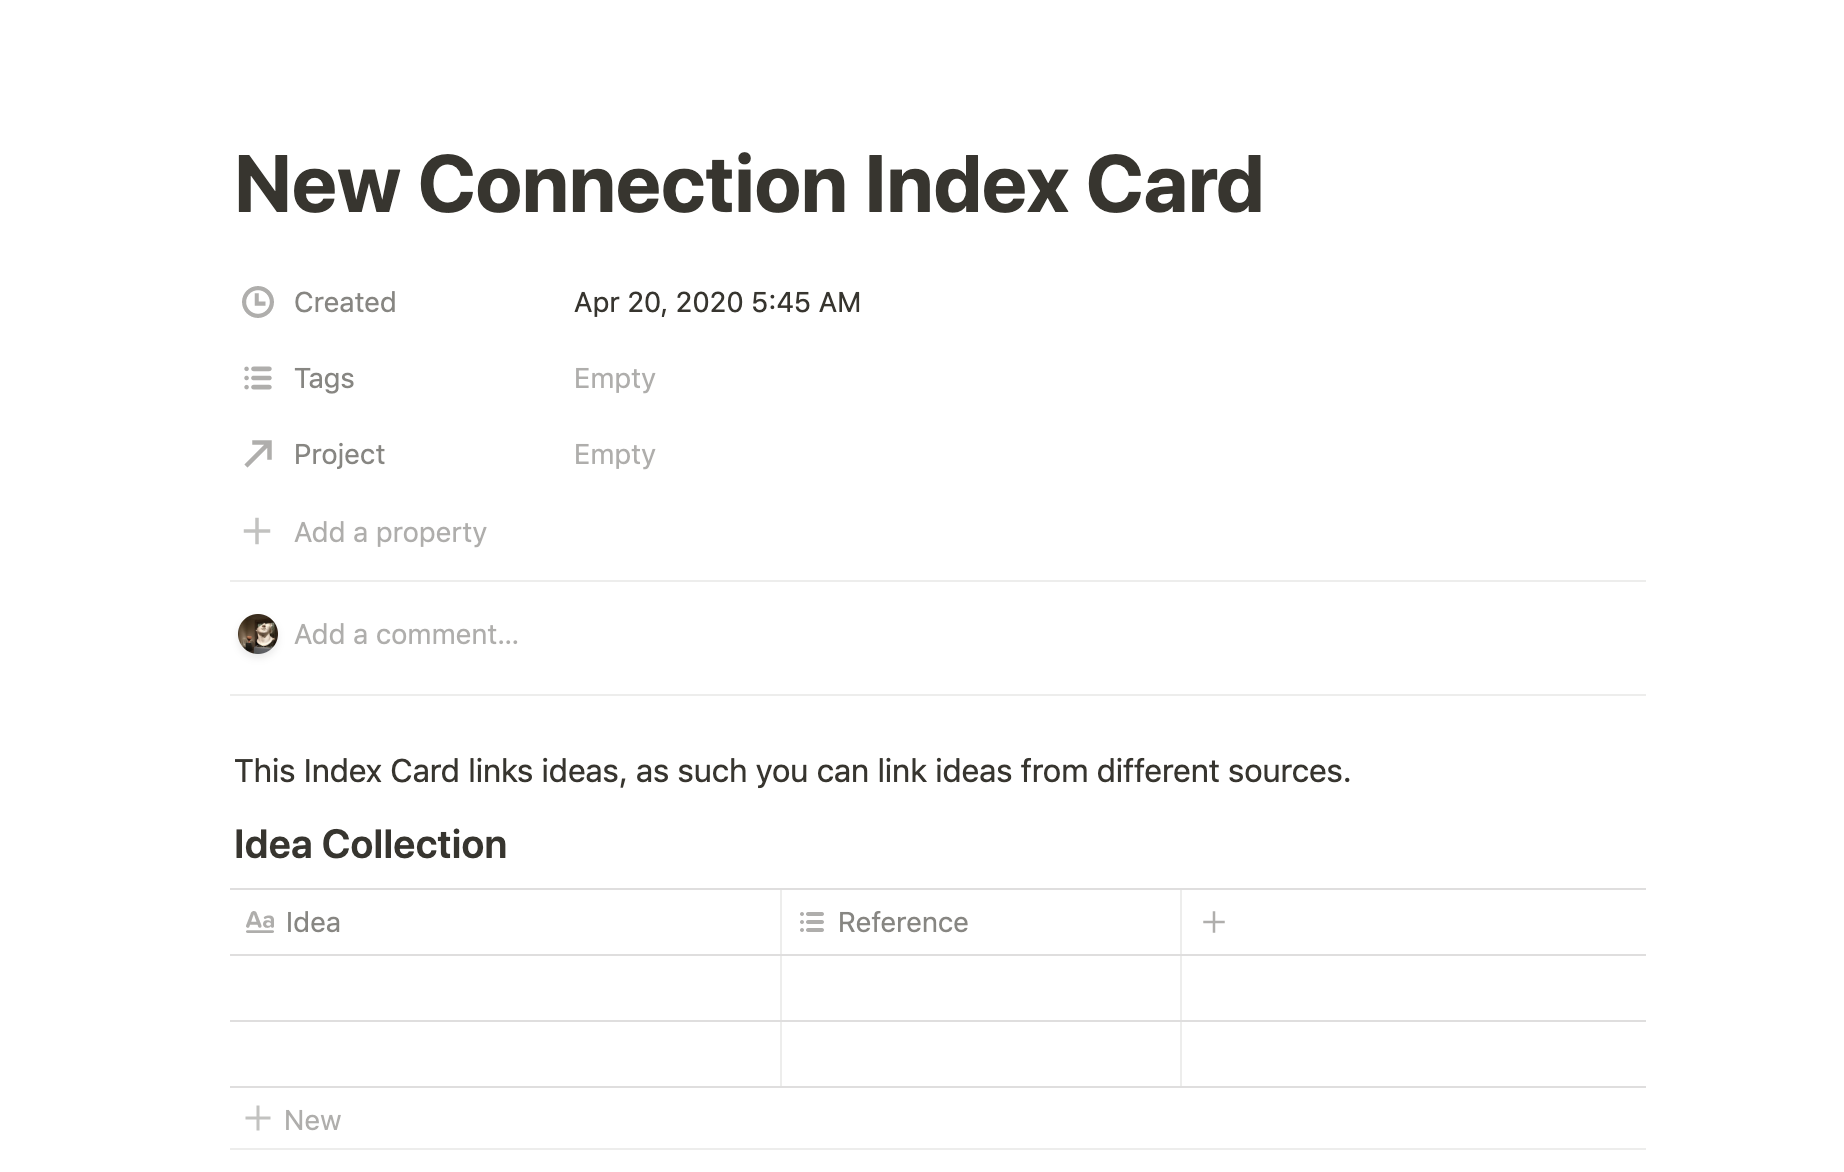 New Connection Index Card
Created Apr 20, 2020 5:45 AM
Tags Empty
Project Empty
Add a property
Add a comment...
This Index Card links ideas, as such you can link ideas from different sources.
Idea Collection
Aa Idea Reference +
+ New